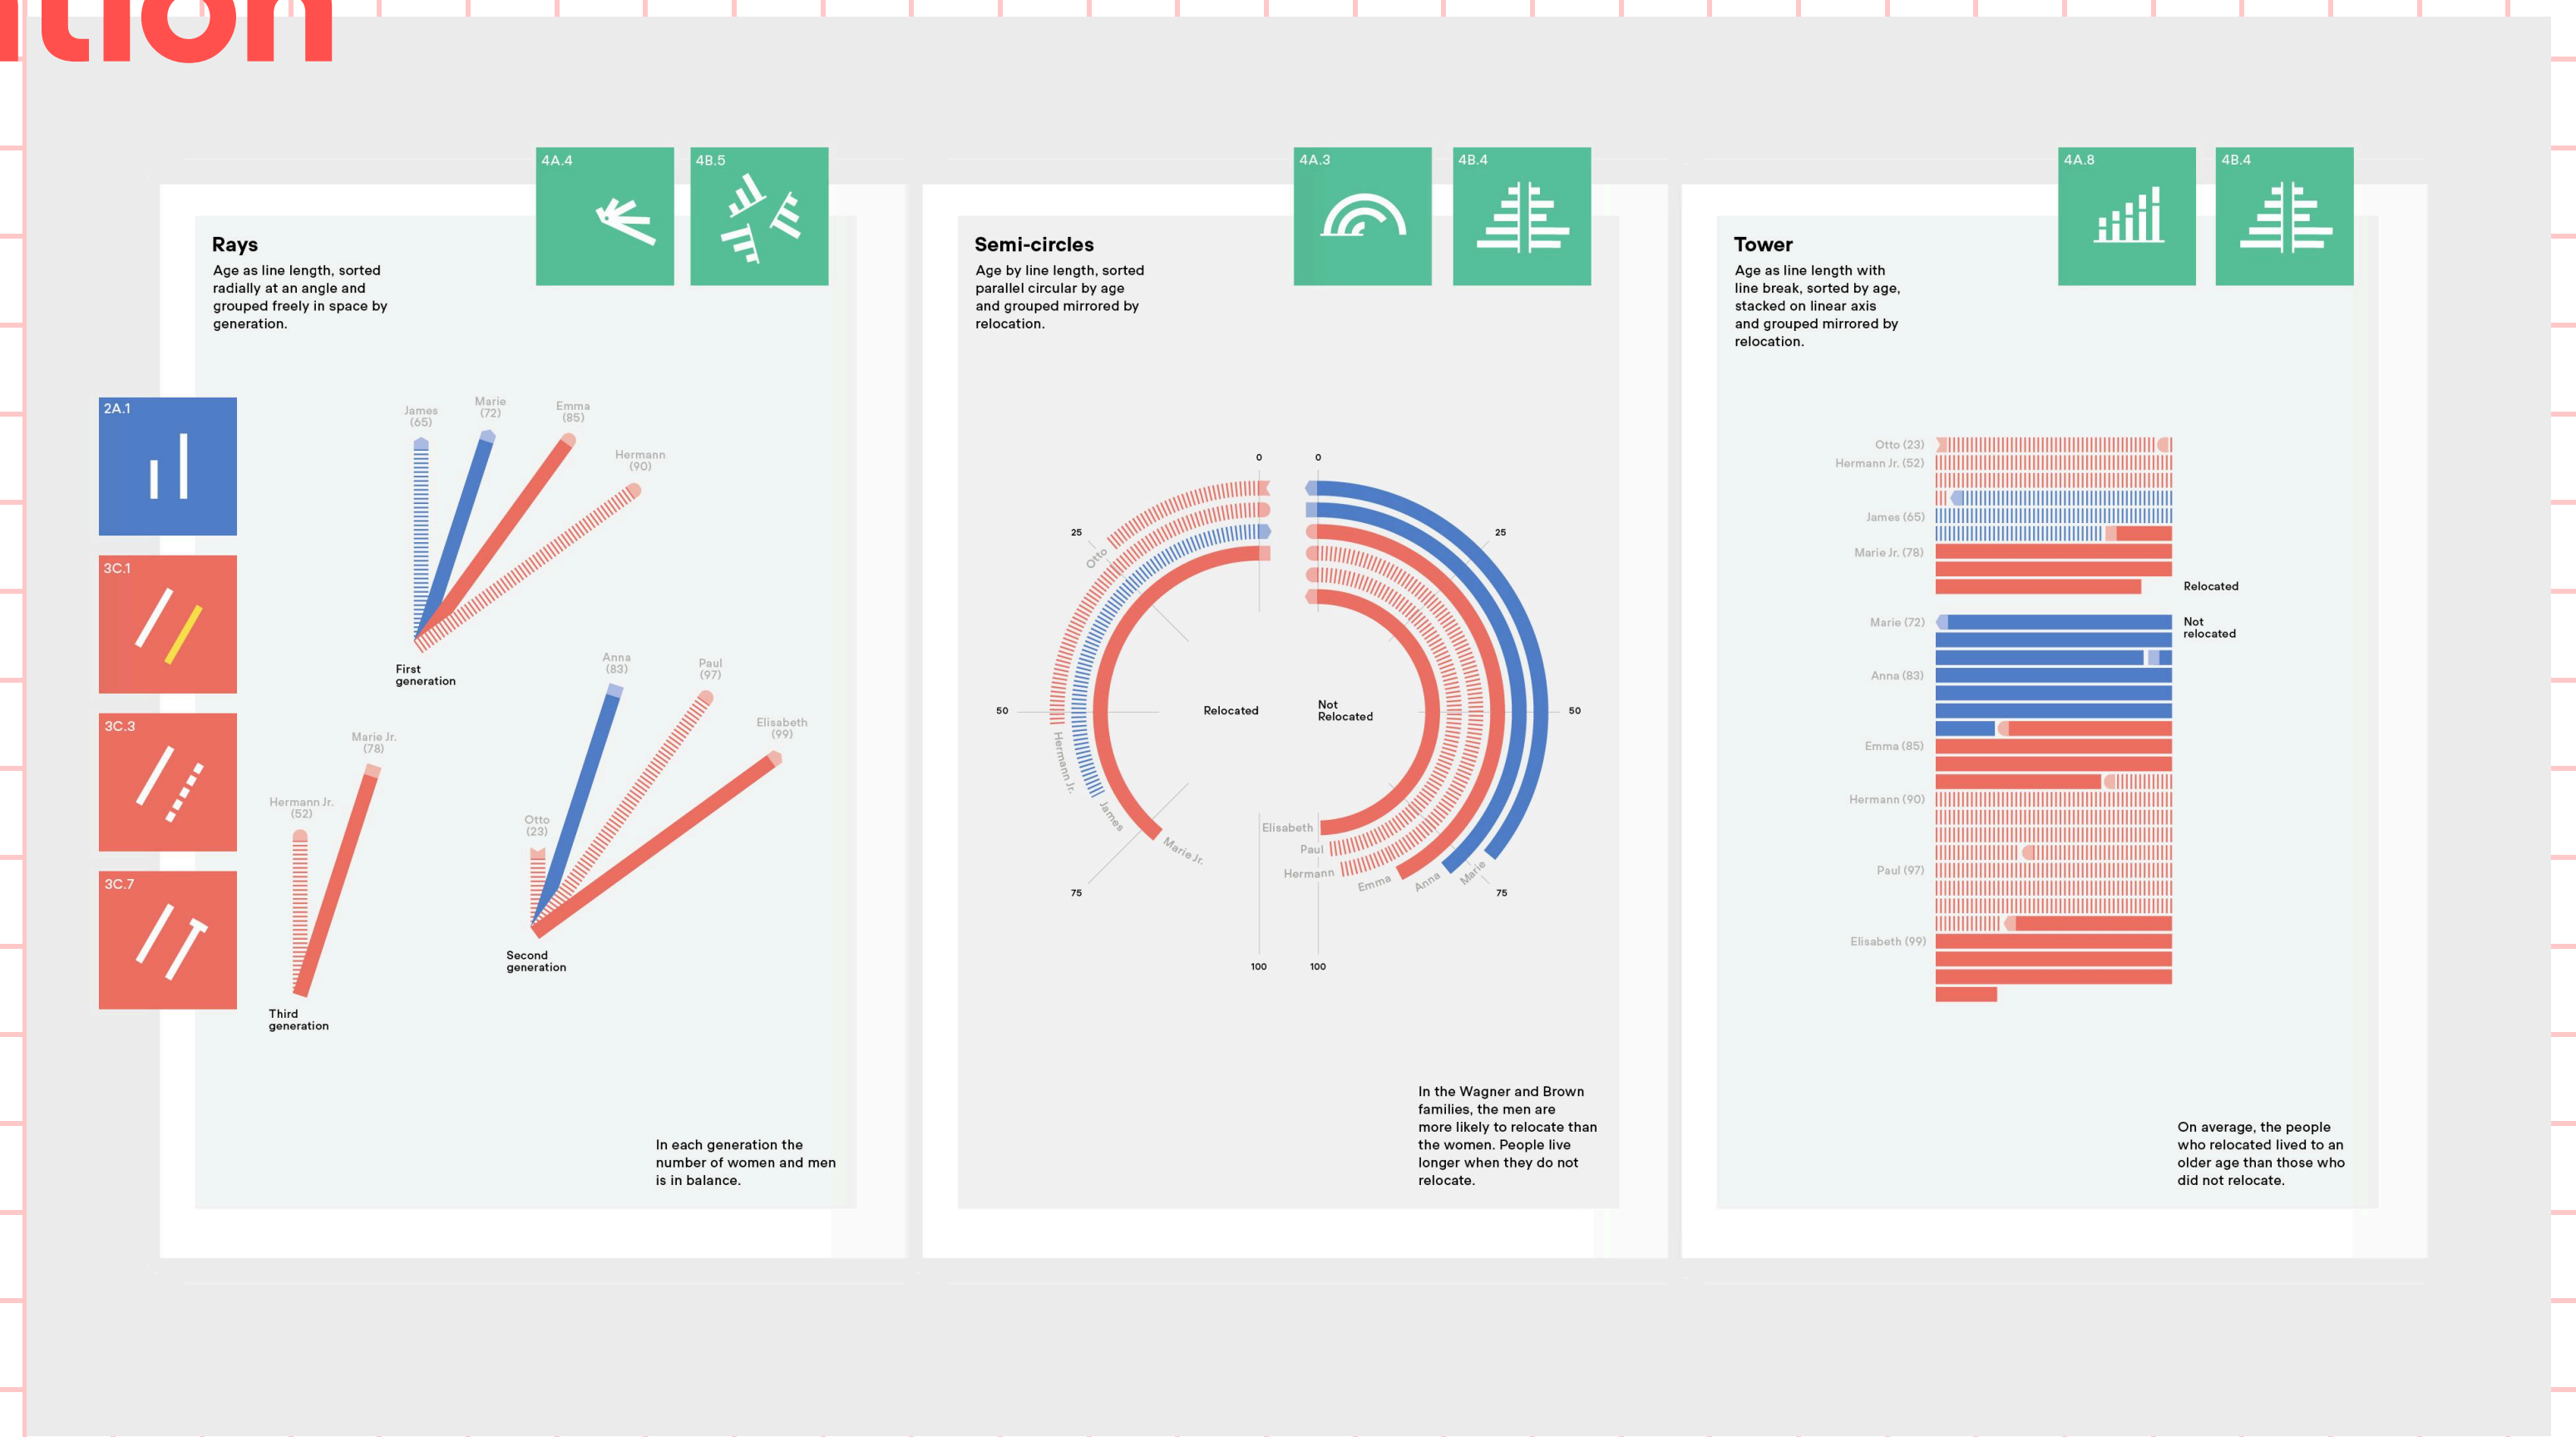 ition
4A.4
4B.5
Rays
Age as line length, sorted
radially at an angle and
grouped freely in space by
generation.
2A.1
3C.1
3C.3
3C.7
James
(65)
Marie
(72)
Emma
(85)
Hermann
(90)
First
generation
Anna
(83)
Paul
(97)
Elisabeth
(99)
Otto
(23)
Second
generation
Marie Jr.
(78)
Hermann Jr.
(52)
Third
generation
In each generation the
number of women and men
is in balance.
4A.3
4B.4
Semi-circles
Age by line length, sorted
parallel circular by age
and grouped mirrored by
relocation.
0
0
25
25
Otto
50
Relocated
Not
Relocated
50
Hermann Jr.
James
Marie Jr.
Elisabeth
Paul
Hermann
Emma
Anna
Marie
75
75
100
100
In the Wagner and Brown
families, the men are
more likely to relocate than
the women. People live
longer when they do not
relocate.
4A.8
4B.4
Tower
Age as line length with
line break, sorted by age,
stacked on linear axis
and grouped mirrored by
relocation.
Otto (23)
Hermann Jr. (52)
James (65)
Marie Jr. (78)
Relocated
Marie (72)
Not
relocated
Anna (83)
Emma (85)
Hermann (90)
Paul (97)
Elisabeth (99)
On average, the people
who relocated lived to an
older age than those who
did not relocate.